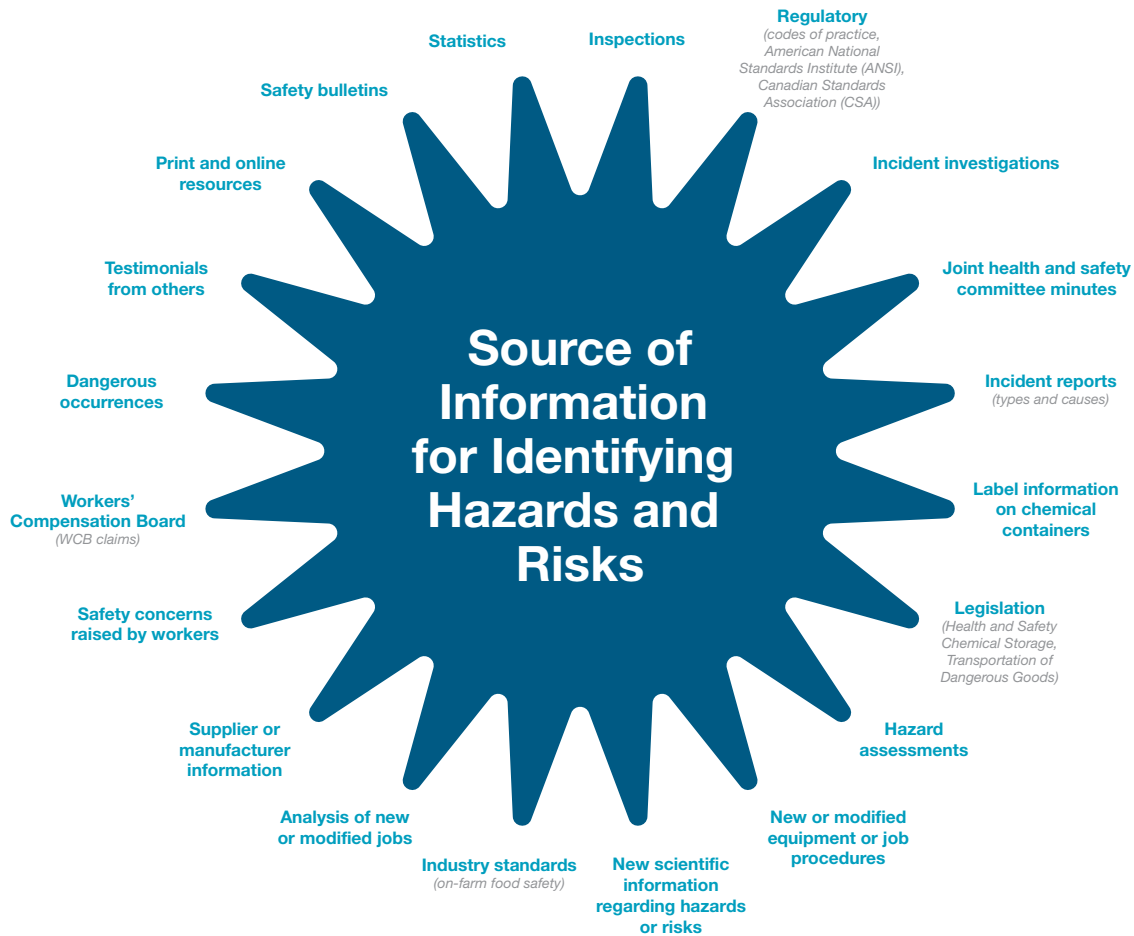 Source of
Information
for Identifying
Hazards and
Risks
Statistics
Inspections
Regulatory
(codes of practice,
American National
Standards Institute (ANSI),
Canadian Standards
Association (CSA))
Incident investigations
Joint health and safety
committee minutes
Incident reports
(types and causes)
Label information
on chemical
containers
Legislation
(Health and Safety
Chemical Storage,
Transportation of
Dangerous Goods)
Hazard
assessments
New or modified
equipment or job
procedures
New scientific
information
regarding hazards
or risks
Industry standards
(on-farm food safety)
Analysis of new
or modified jobs
Supplier or
manufacturer
information
Safety concerns
raised by workers
Workers’
Compensation Board
(WCB claims)
Dangerous
occurrences
Testimonials
from others
Print and online
resources
Safety bulletins